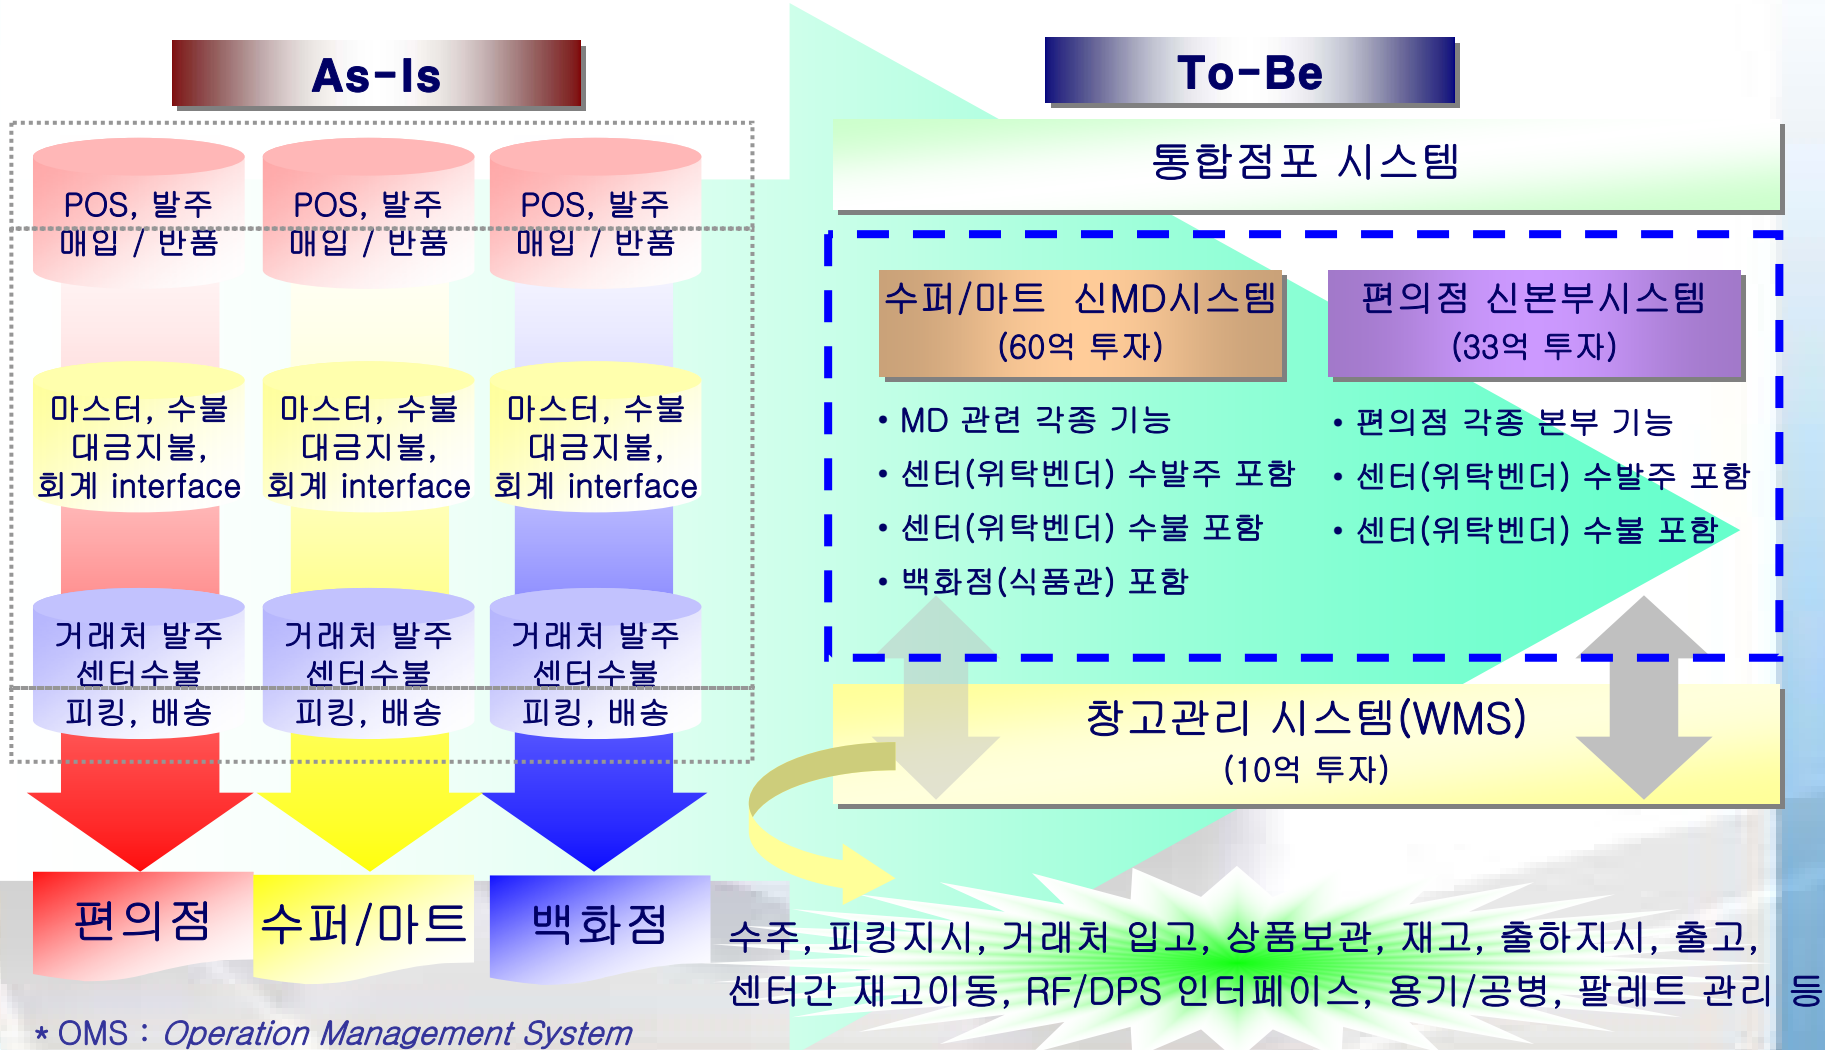 As-Is
POS, 발주
매입 / 반품
마스터, 수불
대금지불,
회계 interface
거래처 발주
센터수불
피킹, 배송
편의점
POS, 발주
매입 / 반품
마스터, 수불
대금지불,
회계 interface
거래처 발주
센터수불
피킹, 배송
수퍼/마트
POS, 발주
매입 / 반품
마스터, 수불
대금지불,
회계 interface
거래처 발주
센터수불
피킹, 배송
백화점
* OMS : Operation Management System
To-Be
통합점포 시스템
수퍼/마트 신MD시스템
(60억 투자)
• MD 관련 각종 기능
• 센터(위탁벤더) 수발주 포함
• 센터(위탁벤더) 수불 포함
• 백화점(식품관) 포함
편의점 신본부시스템
(33억 투자)
• 편의점 각종 본부 기능
• 센터(위탁벤더) 수발주 포함
• 센터(위탁벤더) 수불 포함
창고관리 시스템(WMS)
(10억 투자)
수주, 피킹지시, 거래처 입고, 상품보관, 재고, 출하지시, 출고,
센터간 재고이동, RF/DPS 인터페이스, 용기/공병, 팔레트 관리 등